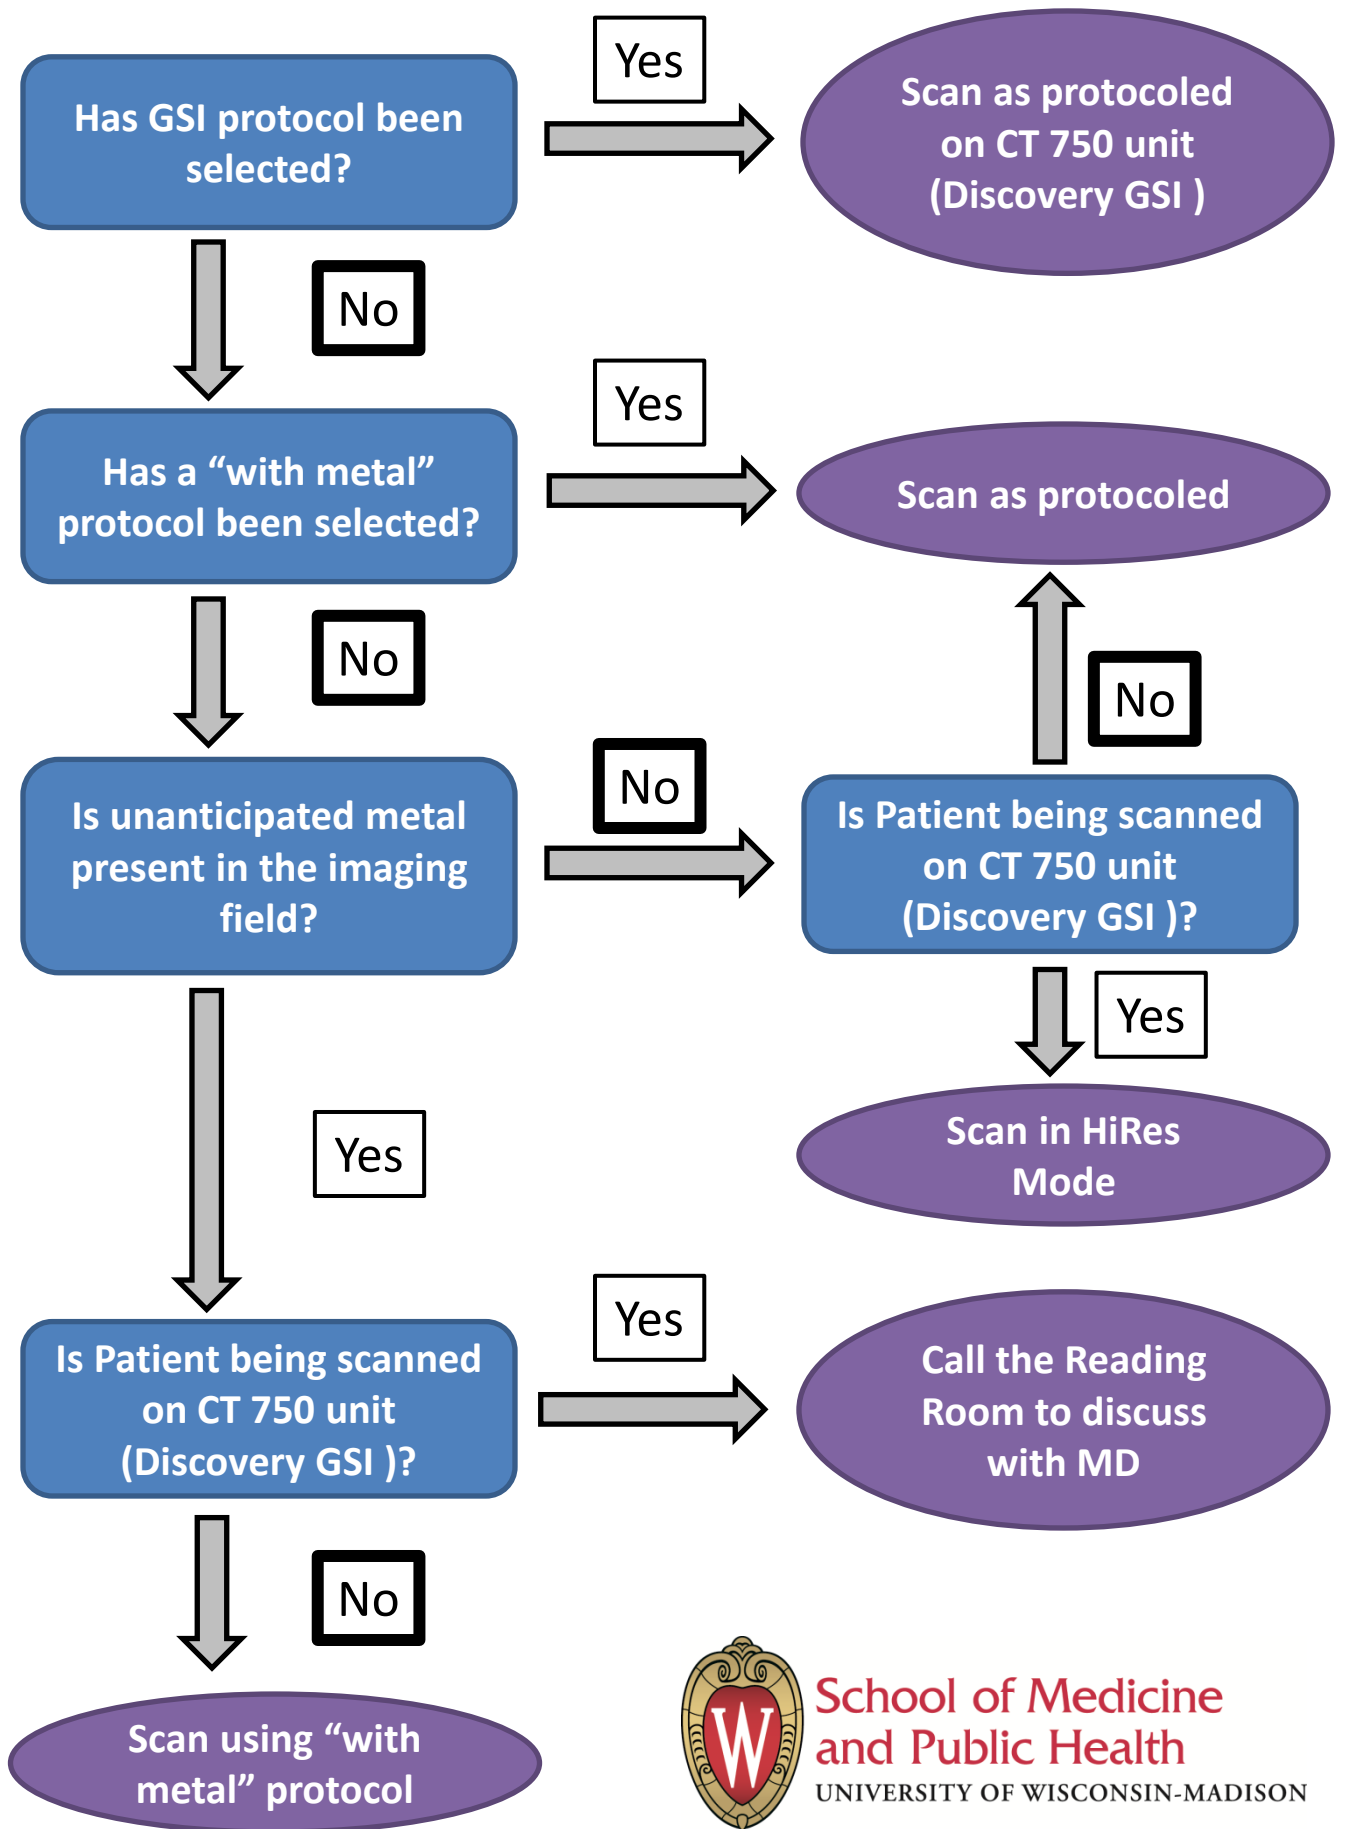 Has GSI protocol been
selected?
Yes
Scan as protocoled
on CT 750 unit
(Discovery GSI )
No
Has a “with metal”
protocol been selected?
Yes
Scan as protocoled
No
Is unanticipated metal
present in the imaging
field?
No
Is Patient being scanned
on CT 750 unit
(Discovery GSI )?
No
Yes
Scan in HiRes
Mode
Yes
Is Patient being scanned
on CT 750 unit
(Discovery GSI )?
Yes
Call the Reading
Room to discuss
with MD
No
Scan using “with
metal” protocol
W
School of Medicine
and Public Health
UNIVERSITY OF WISCONSIN-MADISON